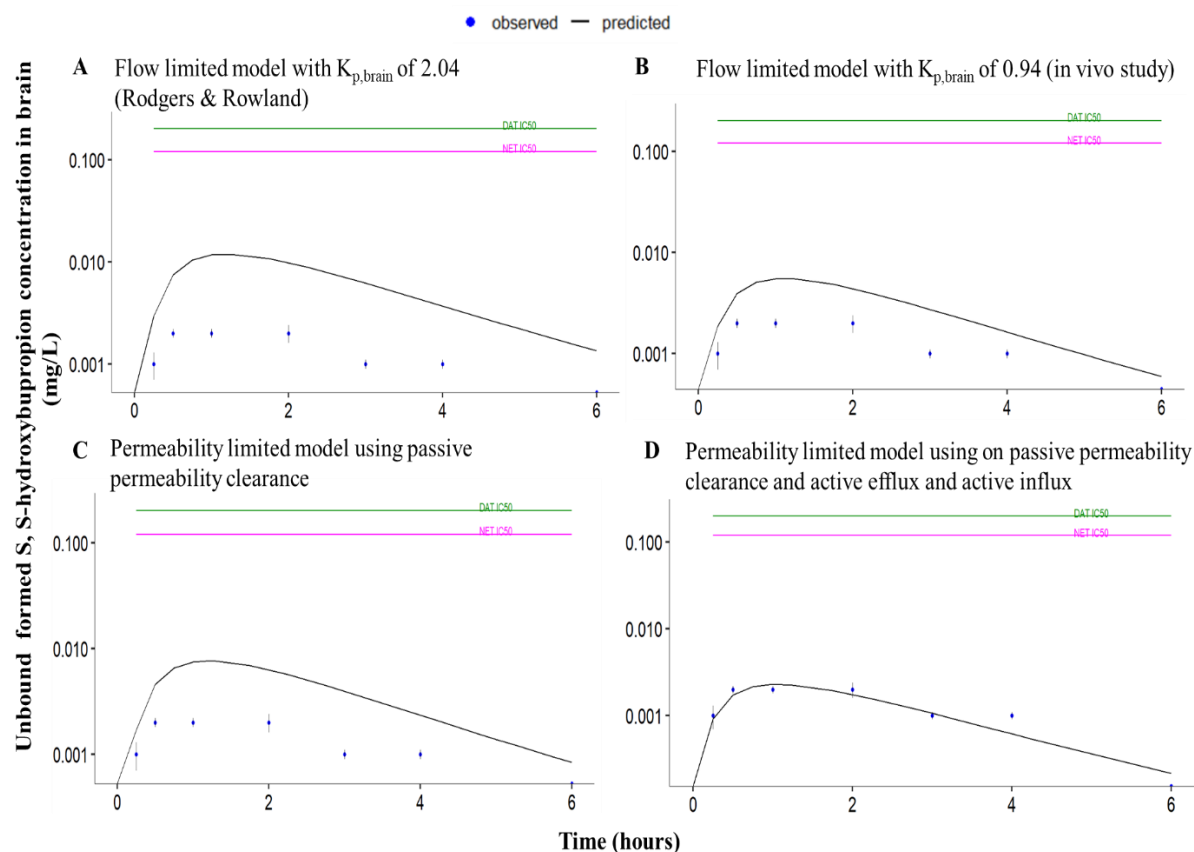 observed predicted
A Flow limited model with Kp,brain of 2.04
(Rodgers & Rowland)
B Flow limited model with Kp,brain of 0.94 (in vivo study)
DAT IC50
NET IC50
0.100
0.010
0.001
0 2 4 6
DAT IC50
NET IC50
0.100
0.010
0.001
0 2 4 6
C Permeability limited model using passive
permeability clearance
D Permeability limited model using on passive permeability
clearance and active efflux and active influx
DAT IC50
NET IC50
0.100
0.010
0.001
0 2 4 6
DAT IC50
NET IC50
0.100
0.010
0.001
0 2 4 6
Unbound formed S, S-hydroxybupropion concentration in brain
(mg/L)
Time (hours)